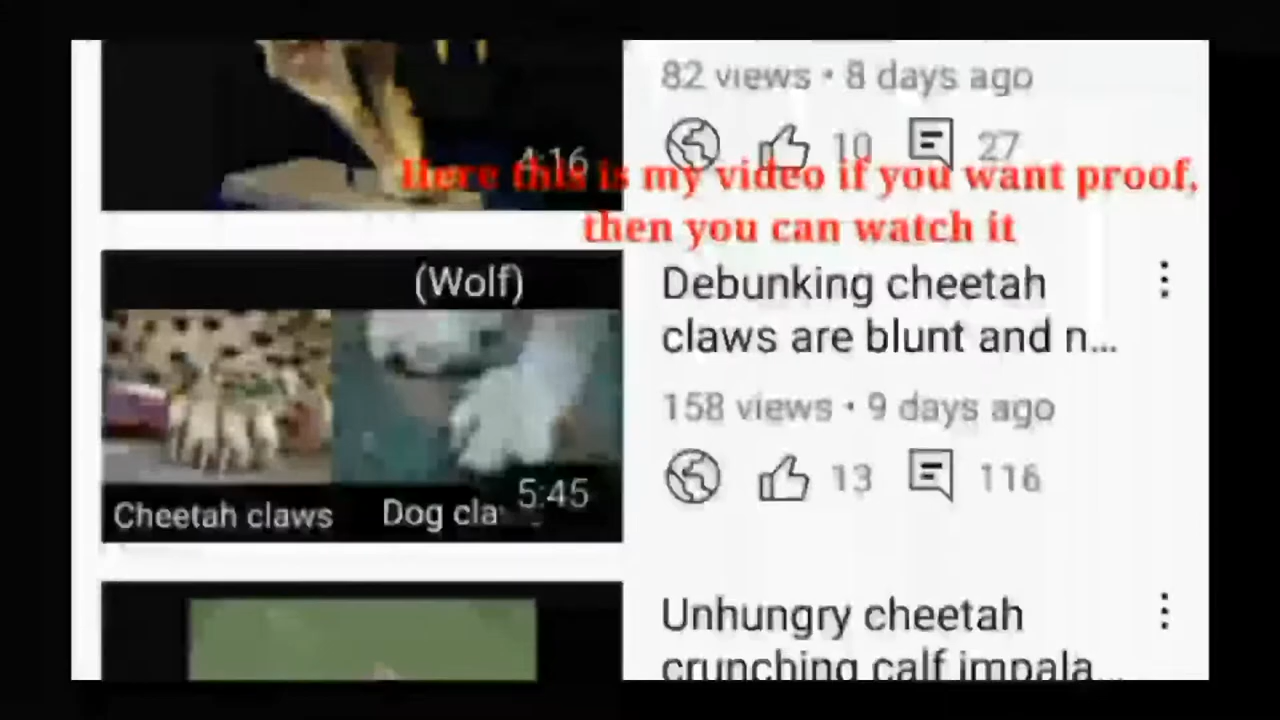 82 views • 8 days ago
4:16
10
27
Here this is my video if you want proof,
then you can watch it
(Wolf)
Debunking cheetah
claws are blunt and n...
158 views • 9 days ago
13
116
5:45
Cheetah claws
Dog cla
Unhungry cheetah
crunching calf impala...